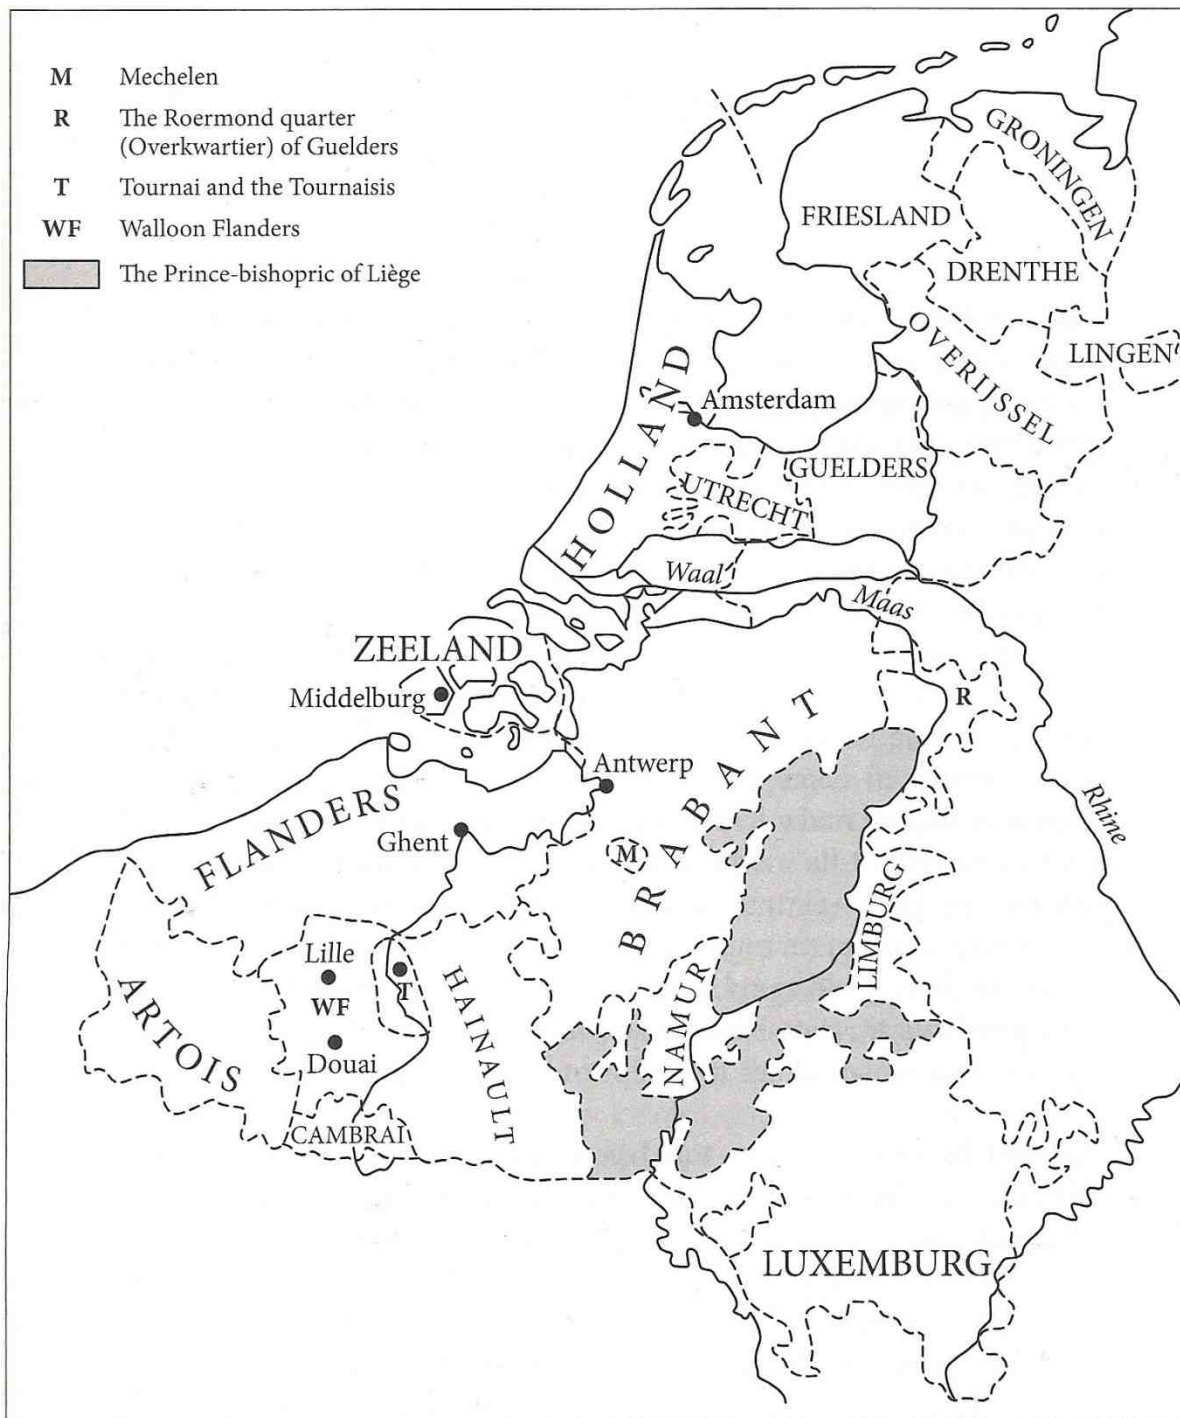 M Mechelen
R The Roermond quarter
(Overkwartier) of Guelders
T Tournai and the Tournaisis
WF Walloon Flanders
The Prince-bishopric of Liège
GRONINGEN
FRIESLAND
DRENTHE
OVERIJSSEL
LINGEN
HOLLAND
Amsterdam
GUELDERS
UTRECHT
Waal
Maas
ZEELAND
Middelburg
R
BRABANT
Antwerp
Rhine
FLANDERS
Ghent
M
LIMBURG
Lille
T
WF
HAINAULT
NAMUR
ARTOIS
Douai
CAMBRAI
LUXEMBURG